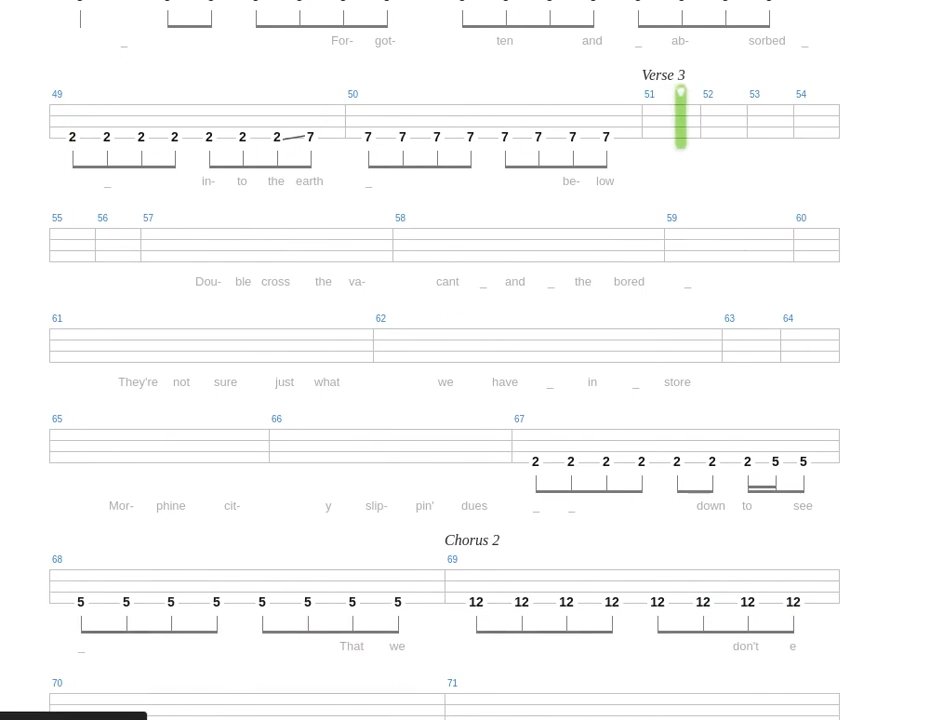 _ For- got- ten and _ ab- sorbed _
Verse 3
49 50 51 52 53 54
2 2 2 2 2 2 2 7 7 7 7 7 7 7 7 7
_ in- to the earth _ be- low
55 56 57 58 59 60
Dou- ble cross the va- cant _ and _ the bored _
61 62 63 64
They're not sure just what we have _ in _ store
65 66 67
2 2 2 2 2 2 2 5 5
Mor- phine cit- y slip- pin' dues _ _ down to see
Chorus 2
68 69
5 5 5 5 5 5 5 5 12 12 12 12 12 12 12 12
_ That we don't e
70 71